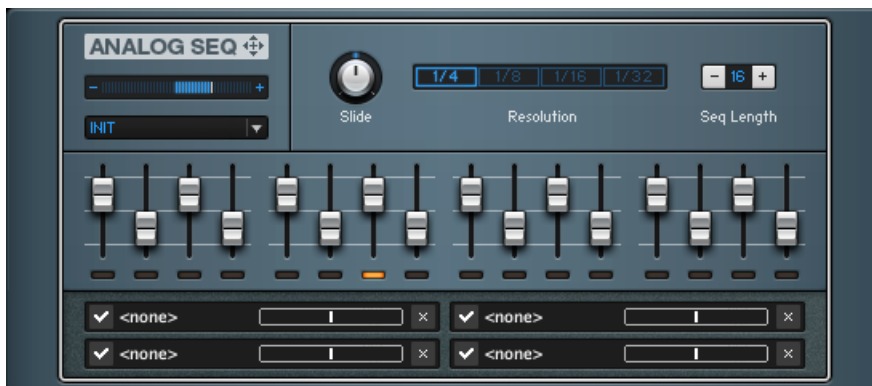 ANALOG SEQ
- +
INIT
Slide
1/4 1/8 1/16 1/32
Resolution
- 16 +
Seq Length
<none> × <none> ×
<none> × <none> ×